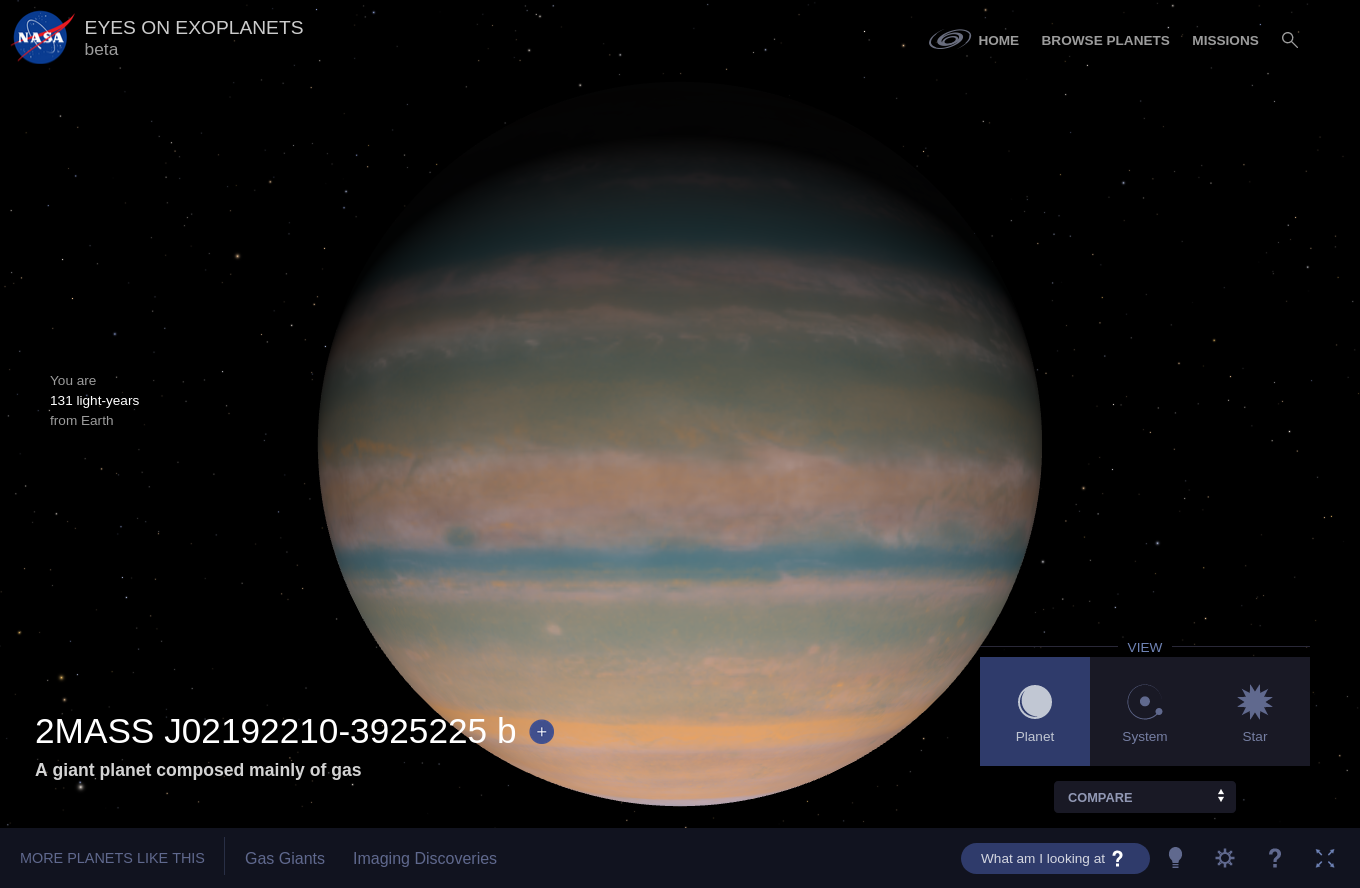 NASA
EYES ON EXOPLANETS
beta
HOME
BROWSE PLANETS
MISSIONS
You are
131 light-years
from Earth
VIEW
Planet
System
Star
2MASS J02192210-3925225 b +
A giant planet composed mainly of gas
COMPARE
MORE PLANETS LIKE THIS
Gas Giants
Imaging Discoveries
What am I looking at ?
?